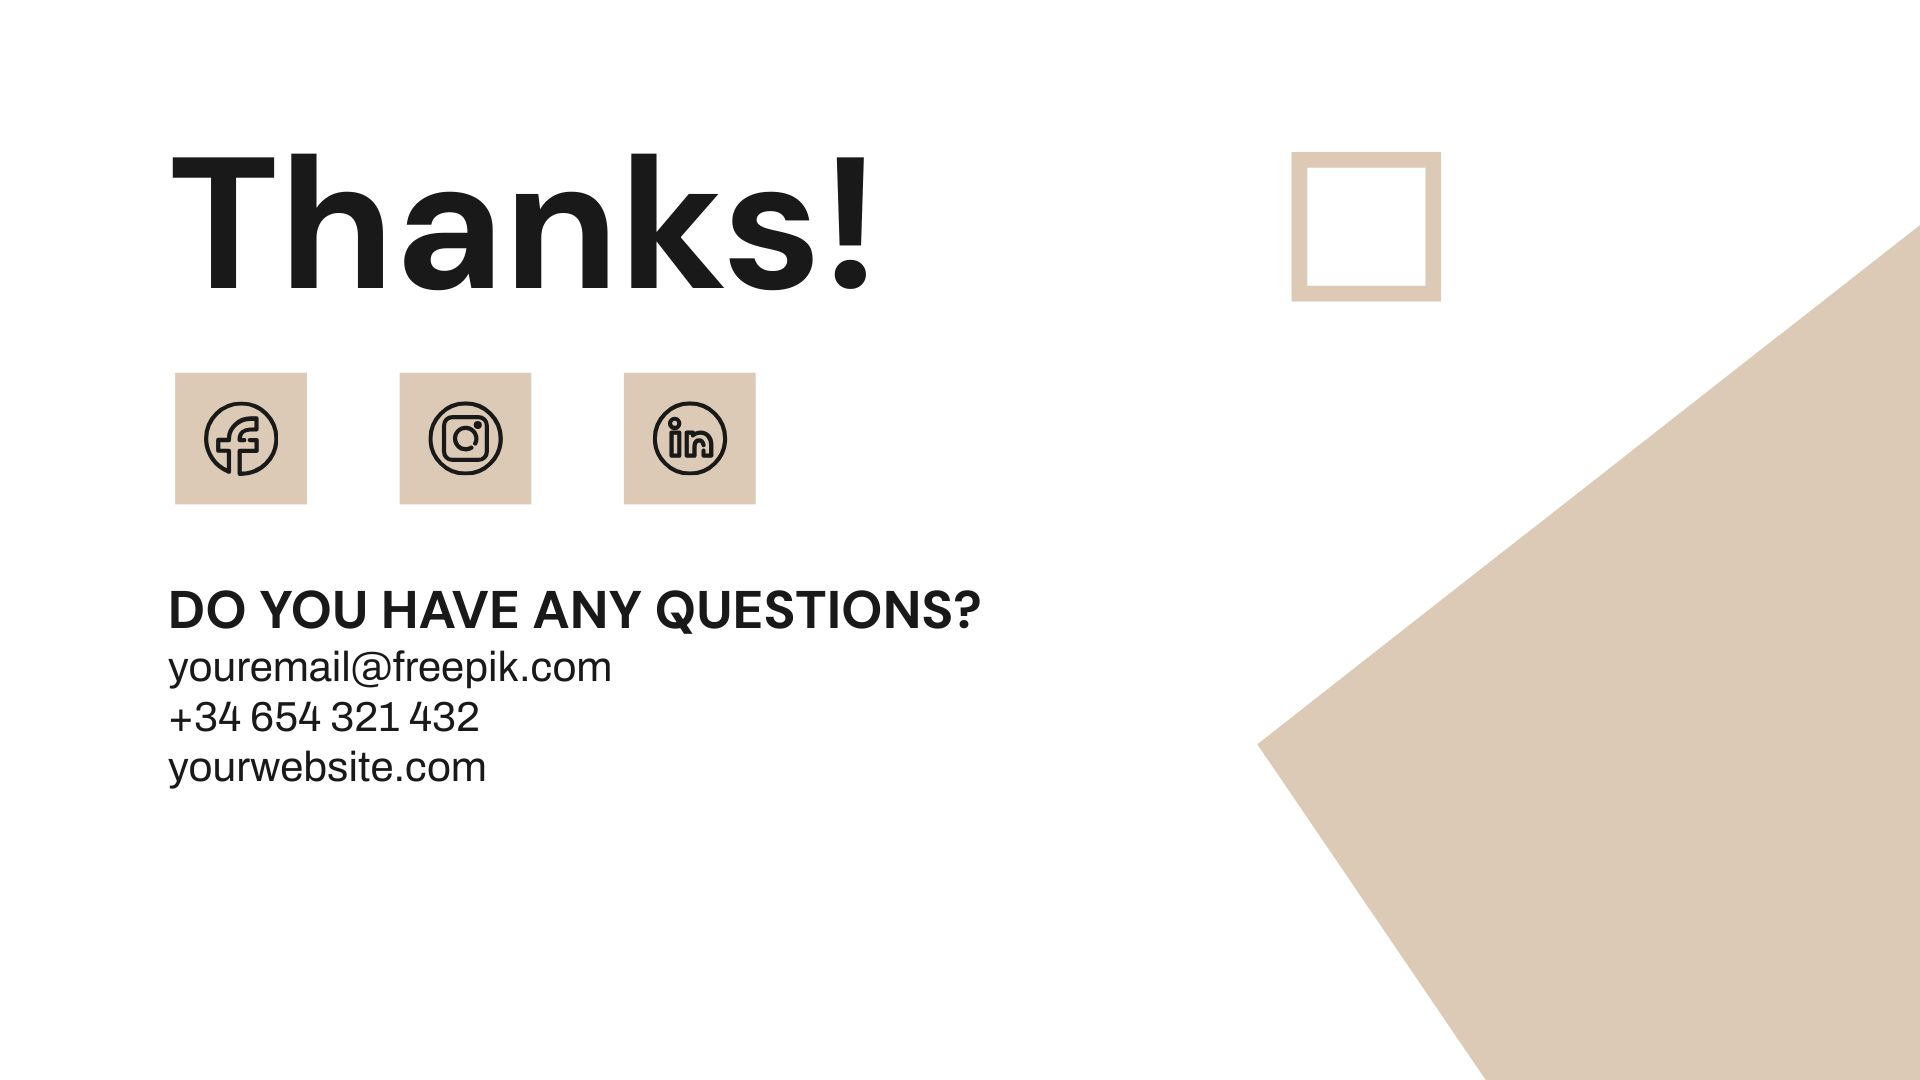 Thanks!
DO YOU HAVE ANY QUESTIONS?
youremail@freepik.com
+34 654 321 432
yourwebsite.com